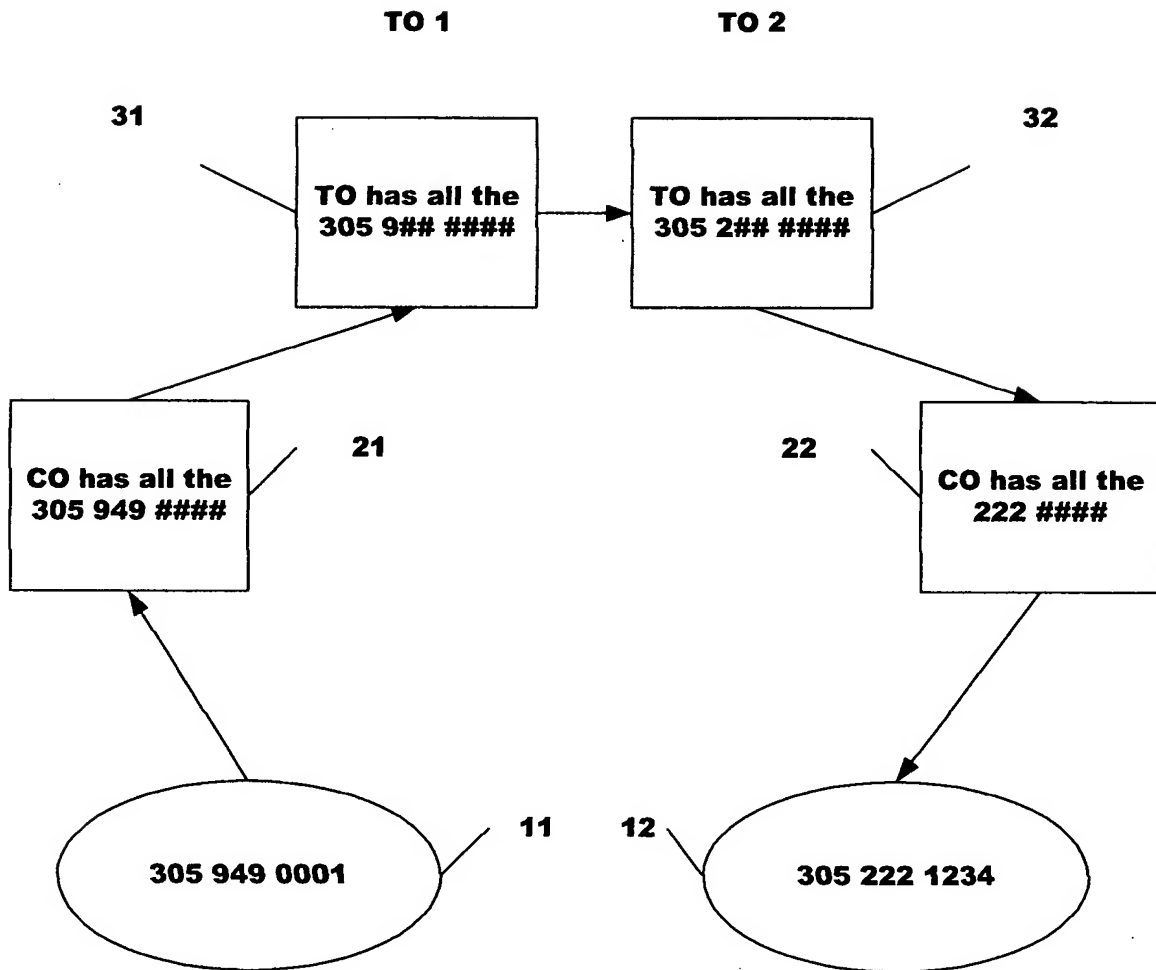 TO 1
TO 2
31
32
TO has all the
305 9## ####
TO has all the
305 2## ####
21
22
CO has all the
305 949 ####
CO has all the
222 ####
11
12
305 949 0001
305 222 1234